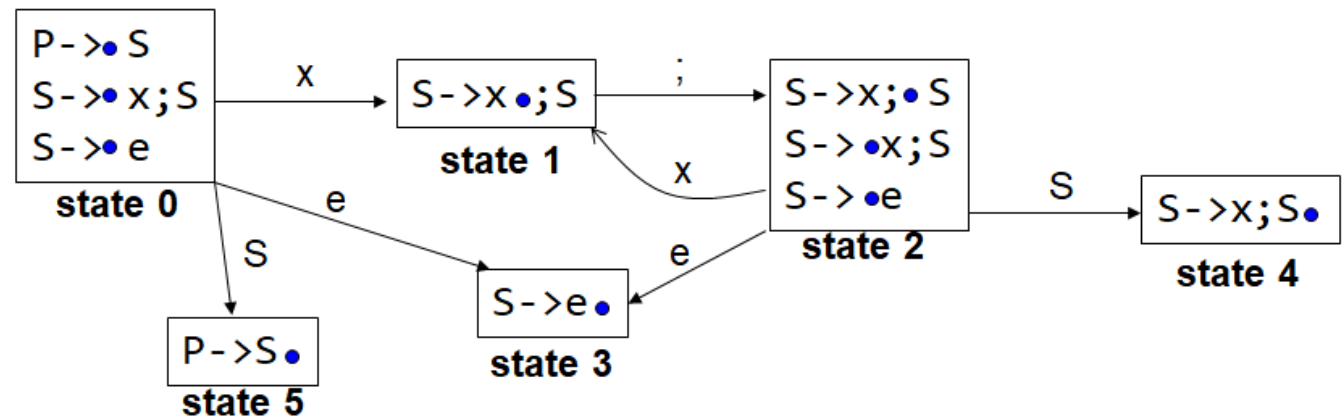 P->• S
S->• x;S
S->• e
state 0
x
S->x •;S
state 1
;
S->x;• S
S-> •x;S
S-> •e
state 2
x
e
S
e
S
S->x;S•
state 4
S->e •
state 3
P->S •
state 5